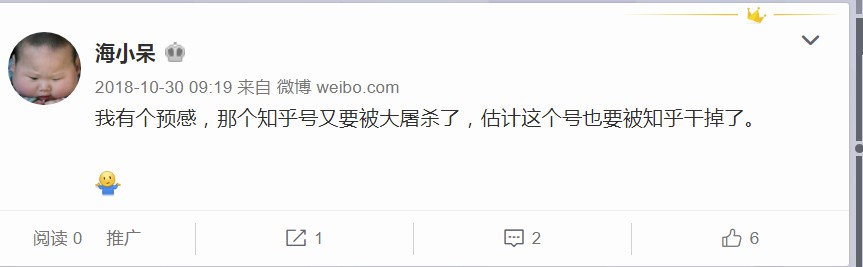 海小呆
2018-10-30 09:19 来自 微博 weibo.com
我有个预感，那个知乎号又要被大屠杀了，估计这个号也要被知乎干掉了。
阅读 0 推广 1 2 6